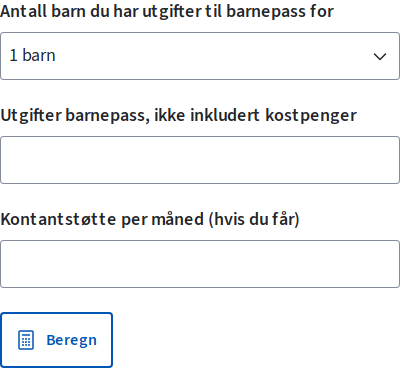 Antall barn du har utgifter til barnepass for
1 barn
Utgifter barnepass, ikke inkludert kostpenger
Kontantstøtte per måned (hvis du får)
Beregn